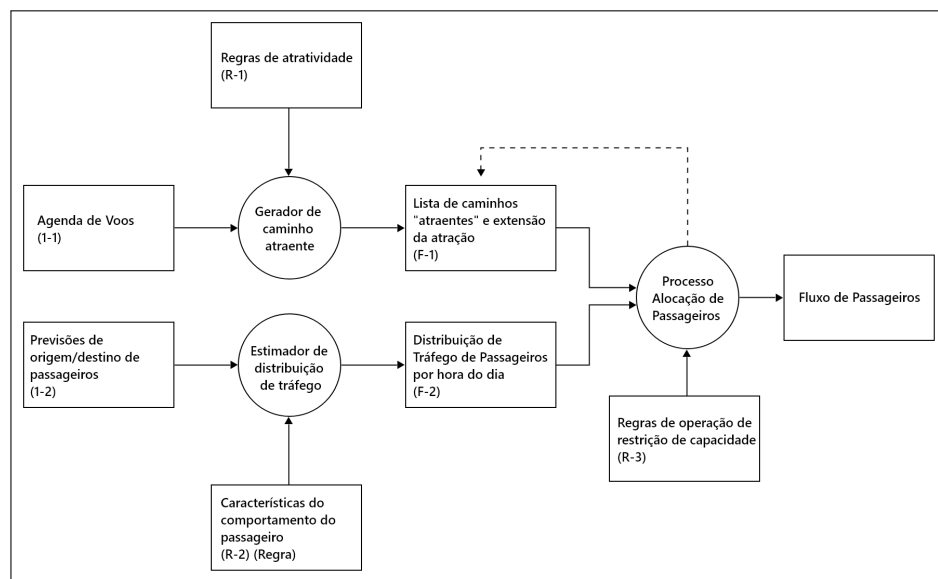 Regras de atratividade
(R-1)
Agenda de Voos
(1-1)
Gerador de
caminho
atraente
Lista de caminhos
"atraentes" e extensão
da atração
(F-1)
Processo
Alocação de
Passageiros
Fluxo de Passageiros
Previsões de
origem/destino de
passageiros
(1-2)
Estimador de
distribuição
de tráfego
Distribuição de
Tráfego de Passageiros
por hora do dia
(F-2)
Regras de operação de
restrição de capacidade
(R-3)
Características do
comportamento do
passageiro
(R-2) (Regra)